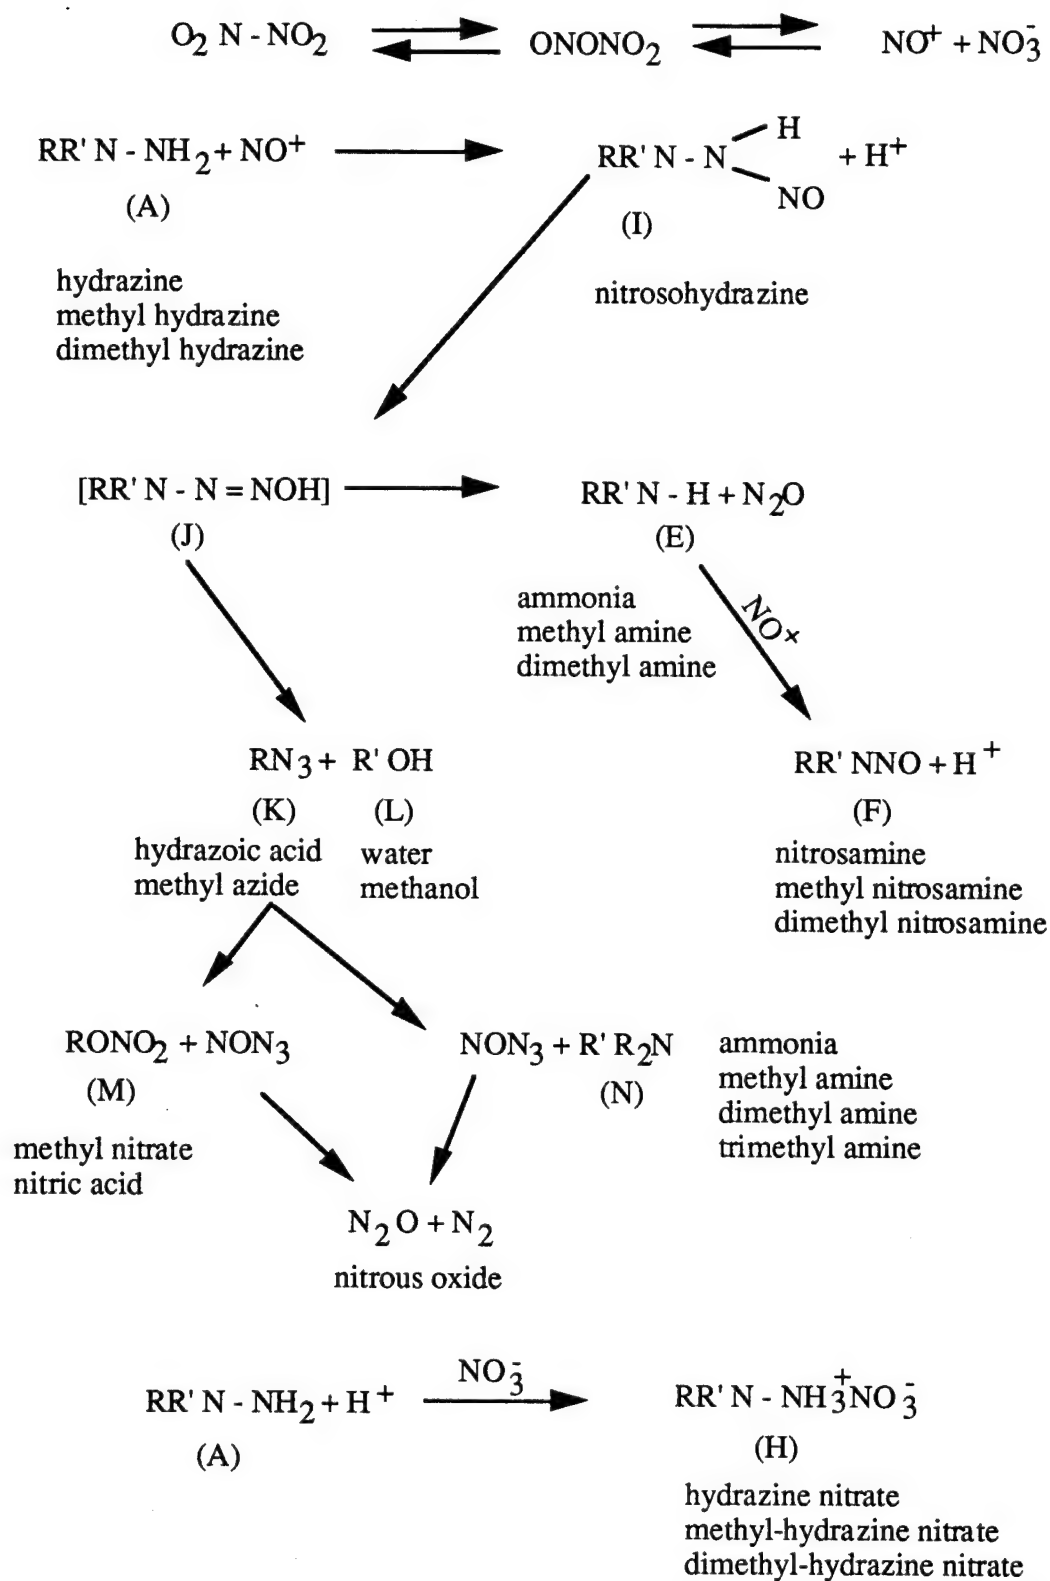 O₂ N - NO₂ ⇌ ONONO₂ ⇌ NO⁺ + NO₃⁻
RR' N - NH₂ + NO⁺ → RR' N - N H NO + H⁺
(A)
(I)
hydrazine
methyl hydrazine
dimethyl hydrazine
nitrosohydrazine
[RR' N - N = NOH] → RR' N - H + N₂O
(J)
(E)
ammonia
methyl amine
dimethyl amine
NO⁺
RN₃ + R' OH
(K)
(L)
hydrazoic acid
methyl azide
water
methanol
RR' NNO + H⁺
(F)
nitrosamine
methyl nitrosamine
dimethyl nitrosamine
RONO₂ + NON₃
(M)
methyl nitrate
nitric acid
NON₃ + R' R₂N
(N)
ammonia
methyl amine
dimethyl amine
trimethyl amine
N₂ O + N₂
nitrous oxide
RR' N - NH₂ + H⁺ NO₃⁻ → RR' N - NH₃⁺NO₃⁻
(A)
(H)
hydrazine nitrate
methyl-hydrazine nitrate
dimethyl-hydrazine nitrate